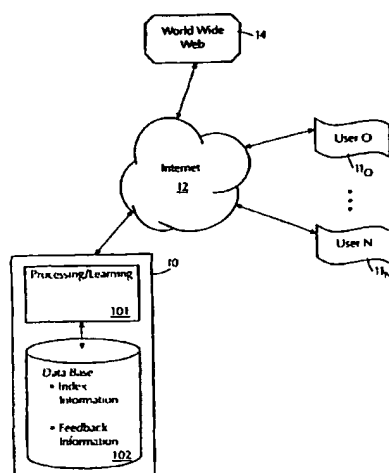 World Wide
Web
14
Internet
12
User O
11O
User N
11N
10
Processing/Learning
101
Data Base
• Index
Information
• Feedback
Information
102